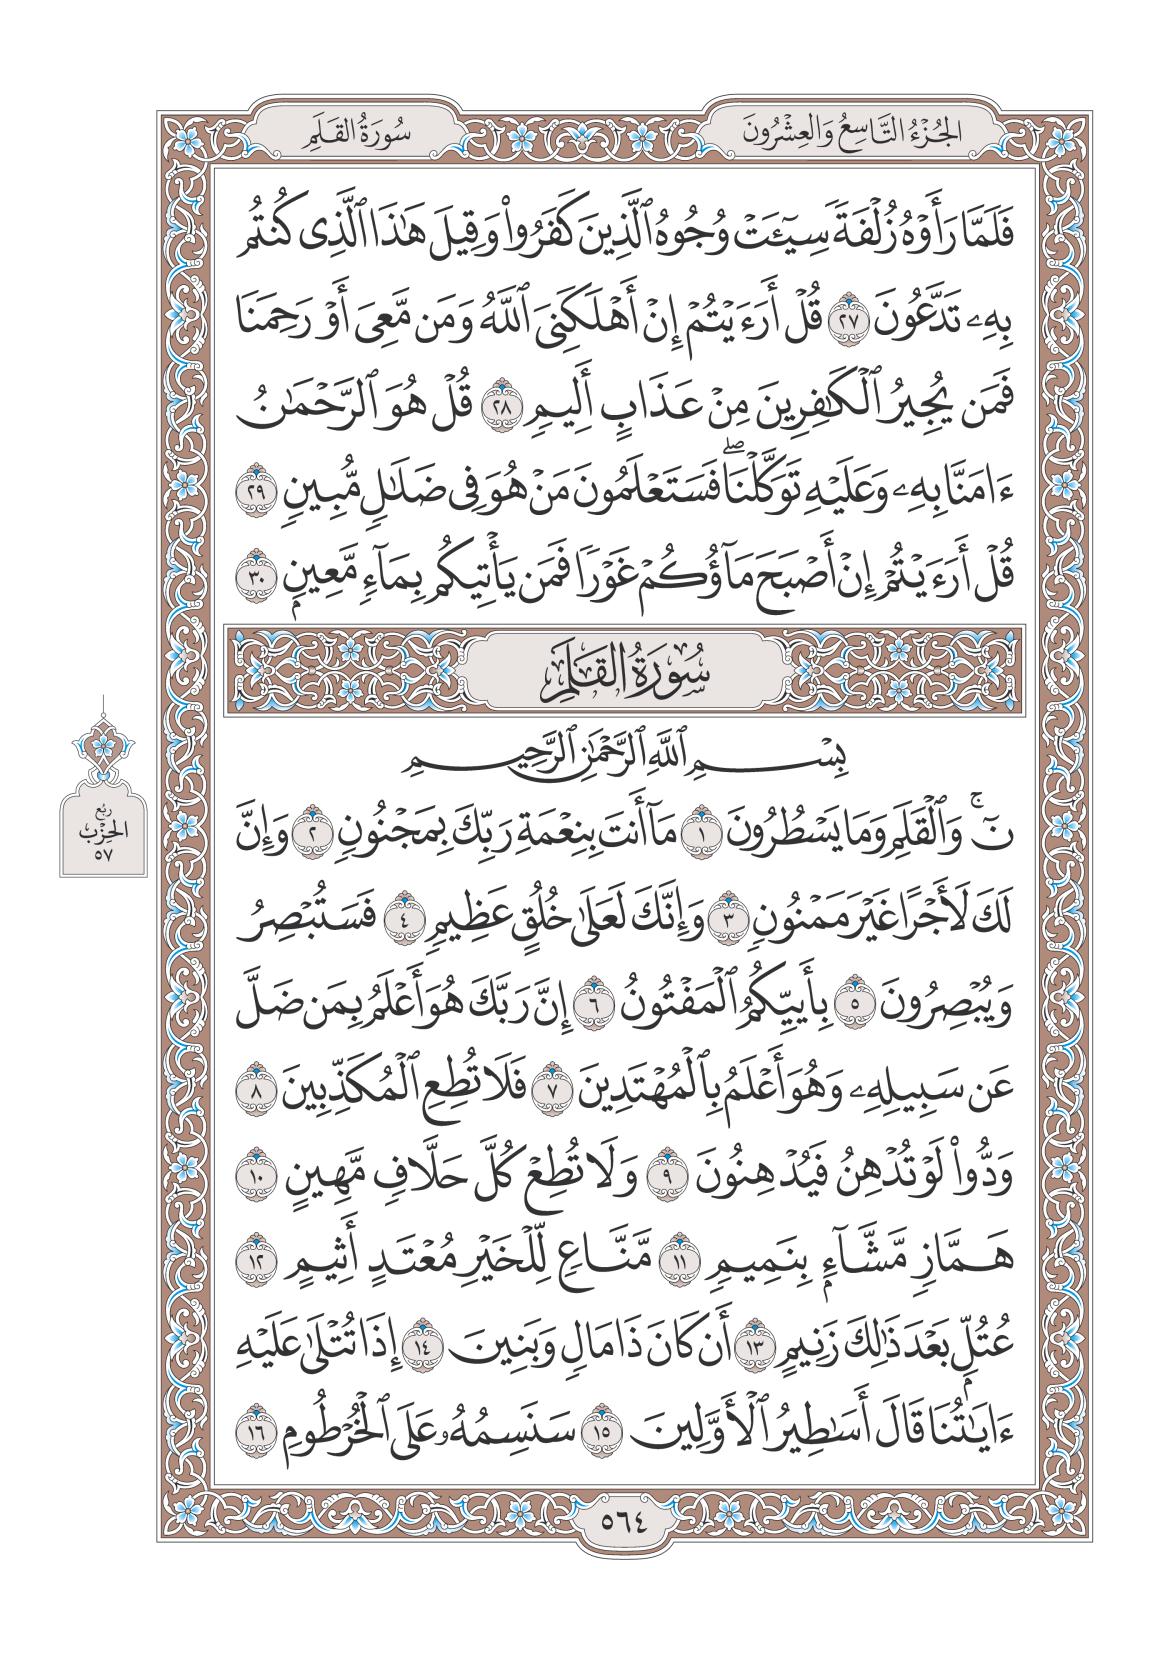 الجُزْءُ التَّاسِعُ وَالعِشْرُونَ
سُورَةُ القَلَمِ
فَلَمَّا رَأَوْهُ زُلْفَةً سِيٓـَٔتْ وُجُوهُ ٱلَّذِينَ كَفَرُوا۟ وَقِيلَ هَـٰذَا ٱلَّذِى كُنتُم
بِهِۦ تَدَّعُونَ ٢٧ قُلْ أَرَءَيْتُمْ إِنْ أَهْلَكَنِىَ ٱللَّهُ وَمَن مَّعِىَ أَوْ رَحِمَنَا
فَمَن يُجِيرُ ٱلْكَـٰفِرِينَ مِنْ عَذَابٍ أَلِيمٍ ٢٨ قُلْ هُوَ ٱلرَّحْمَـٰنُ
ءَامَنَّا بِهِۦ وَعَلَيْهِ تَوَكَّلْنَا ۖ فَسَتَعْلَمُونَ مَنْ هُوَ فِى ضَلَـٰلٍ مُّبِينٍ ٢٩
قُلْ أَرَءَيْتُمْ إِنْ أَصْبَحَ مَآؤُكُمْ غَوْرًا فَمَن يَأْتِيكُم بِمَآءٍ مَّعِينٍۭ ٣٠
سُورَةُ القَلَمِ
بِسْمِ ٱللَّهِ ٱلرَّحْمَـٰنِ ٱلرَّحِيمِ
نٓ ۚ وَٱلْقَلَمِ وَمَا يَسْطُرُونَ ١ مَآ أَنتَ بِنِعْمَةِ رَبِّكَ بِمَجْنُونٍ ٢ وَإِنَّ
لَكَ لَأَجْرًا غَيْرَ مَمْنُونٍ ٣ وَإِنَّكَ لَعَلَىٰ خُلُقٍ عَظِيمٍ ٤ فَسَتُبْصِرُ
وَيُبْصِرُونَ ٥ بِأَييِّكُمُ ٱلْمَفْتُونُ ٦ إِنَّ رَبَّكَ هُوَ أَعْلَمُ بِمَن ضَلَّ
عَن سَبِيلِهِۦ وَهُوَ أَعْلَمُ بِٱلْمُهْتَدِينَ ٧ فَلَا تُطِعِ ٱلْمُكَذِّبِينَ ٨
وَدُّوا۟ لَوْ تُدْهِنُ فَيُدْهِنُونَ ٩ وَلَا تُطِعْ كُلَّ حَلَّافٍ مَّهِينٍ ١٠
هَمَّازٍ مَّشَّآءٍۭ بِنَمِيمٍ ١١ مَّنَّاعٍ لِّلْخَيْرِ مُعْتَدٍ أَثِيمٍ ١٢
عُتُلٍّۭ بَعْدَ ذَٰلِكَ زَنِيمٍ ١٣ أَن كَانَ ذَا مَالٍ وَبَنِينَ ١٤ إِذَا تُتْلَىٰ عَلَيْهِ
ءَايَـٰتُنَا قَالَ أَسَـٰطِيرُ ٱلْأَوَّلِينَ ١٥ سَنَسِمُهُۥ عَلَى ٱلْخُرْطُومِ ١٦
رُبْع
الحِزْب
٥٧
٥٦٤